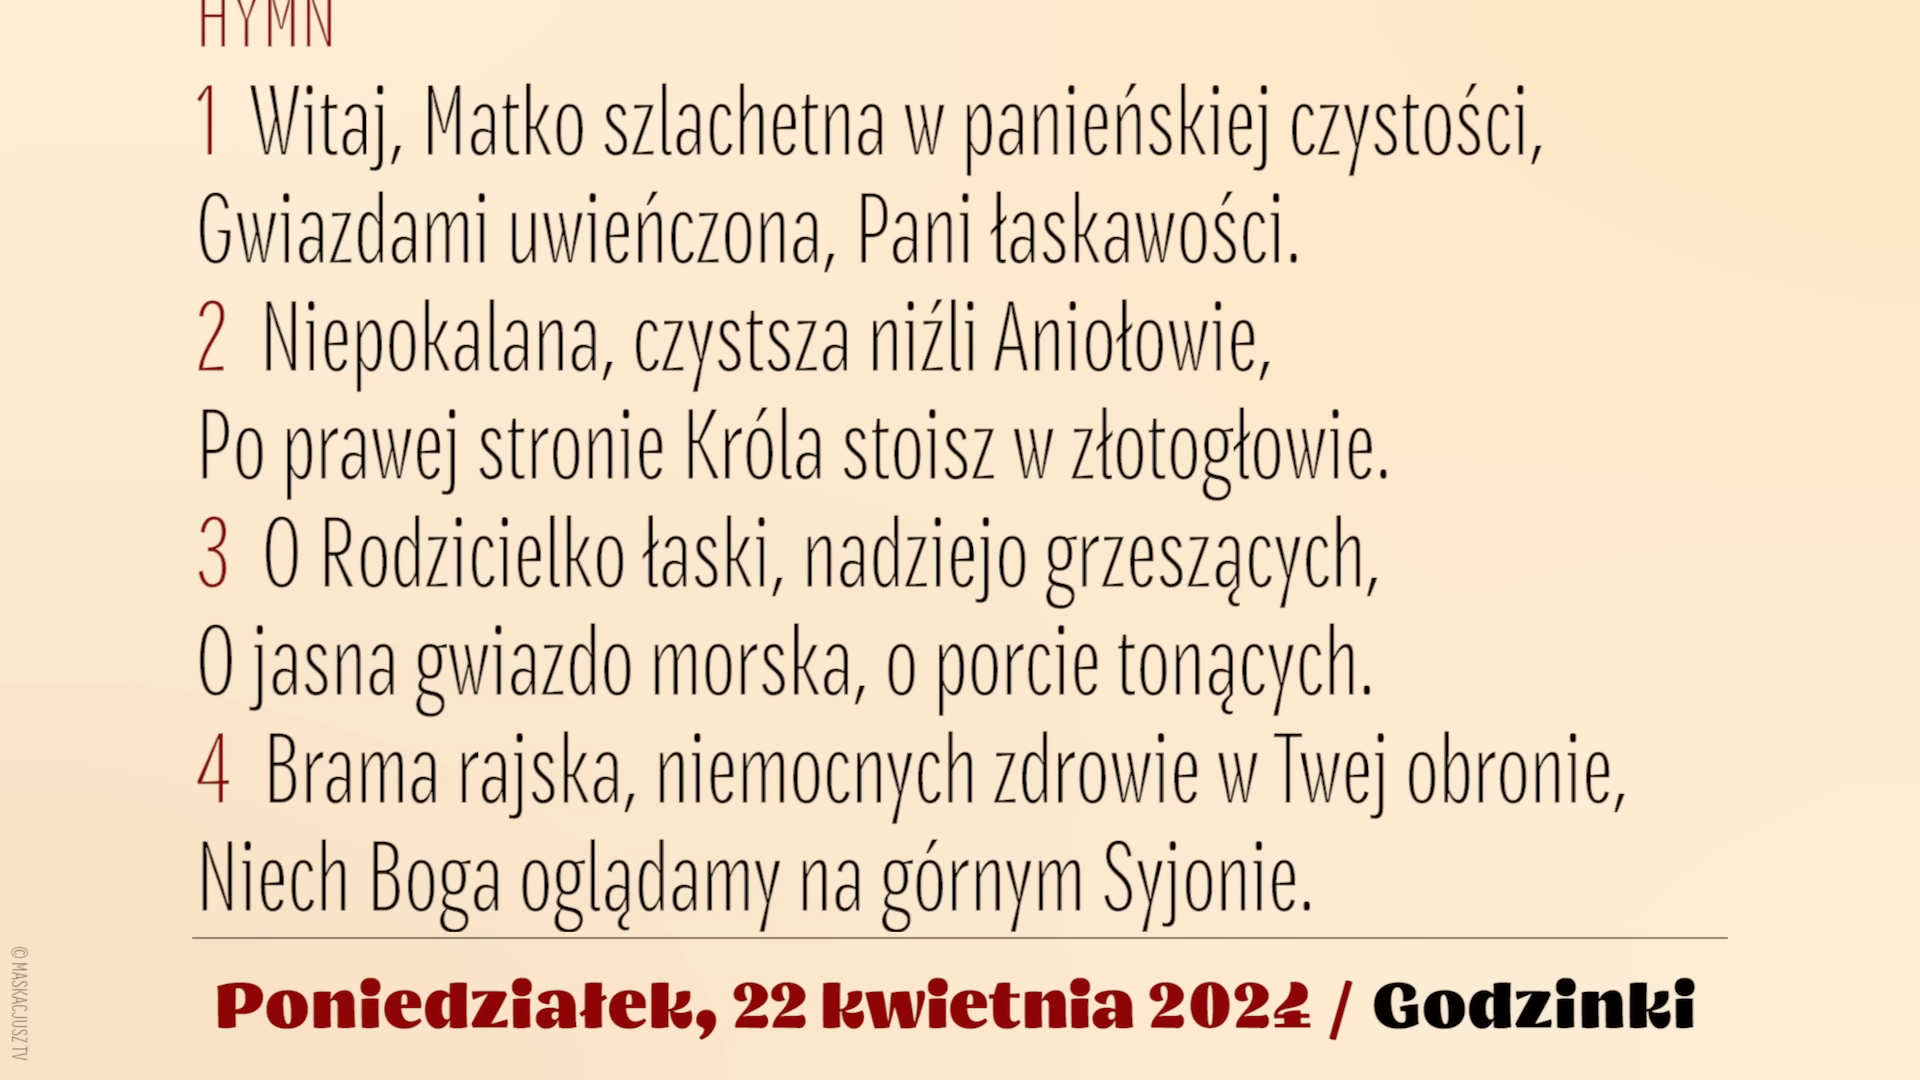 HYMN
1 Witaj, Matko szlachetna w panieńskiej czystości,
Gwiazdami uwieńczona, Pani łaskawości.
2 Niepokalana, czystsza niźli Aniołowie,
Po prawej stronie Króla stoisz w złotogłowie.
3 O Rodzicielko łaski, nadziejo grzeszących,
O jasna gwiazdo morska, o porcie tonących.
4 Brama rajska, niemocnych zdrowie w Twej obronie,
Niech Boga oglądamy na górnym Syjonie.
Poniedziałek, 22 kwietnia 2024 / Godzinki
© MASKACJUSZ TV